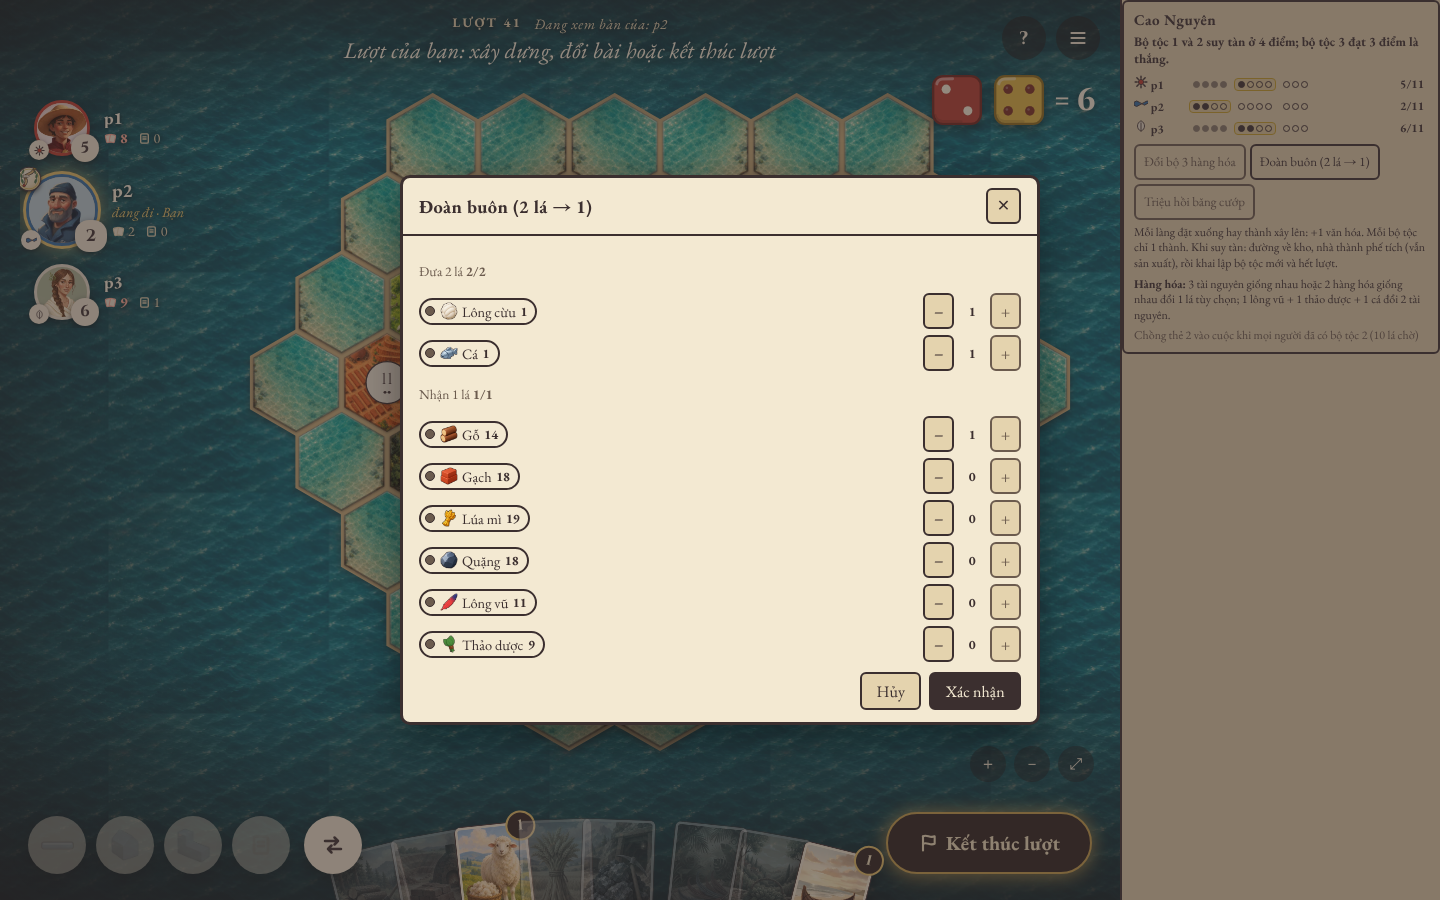 LƯỢT 41 Đang xem bàn của: p2
Lượt của bạn: xây dựng, đổi bài hoặc kết thúc lượt
?
= 6
p1
5
8 0
p2
đang đi · Bạn
2
2 0
p3
6
9 1
11
Đoàn buôn (2 lá → 1)
×
Đưa 2 lá 2/2
Lông cừu 1 − 1 +
Cá 1 − 1 +
Nhận 1 lá 1/1
Gỗ 14 − 1 +
Gạch 18 − 0 +
Lúa mì 19 − 0 +
Quặng 18 − 0 +
Lông vũ 11 − 0 +
Thảo dược 9 − 0 +
Hủy Xác nhận
+ −
1
1
Kết thúc lượt
Cao Nguyên
Bộ tộc 1 và 2 suy tàn ở 4 điểm; bộ tộc 3 đạt 3 điểm là
thắng.
p1 5/11
p2 2/11
p3 6/11
Đổi bộ 3 hàng hóa Đoàn buôn (2 lá → 1)
Triệu hồi băng cướp
Mỗi làng đặt xuống hay thành xây lên: +1 văn hóa. Mỗi bộ tộc
chỉ 1 thành. Khi suy tàn: đường về kho, nhà thành phế tích (vẫn
sản xuất), rồi khai lập bộ tộc mới và hết lượt.
Hàng hóa: 3 tài nguyên giống nhau hoặc 2 hàng hóa giống
nhau đổi 1 lá tùy chọn; 1 lông vũ + 1 thảo dược + 1 cá đổi 2 tài
nguyên.
Chồng thẻ 2 vào cuộc khi mọi người đã có bộ tộc 2 (10 lá chờ)